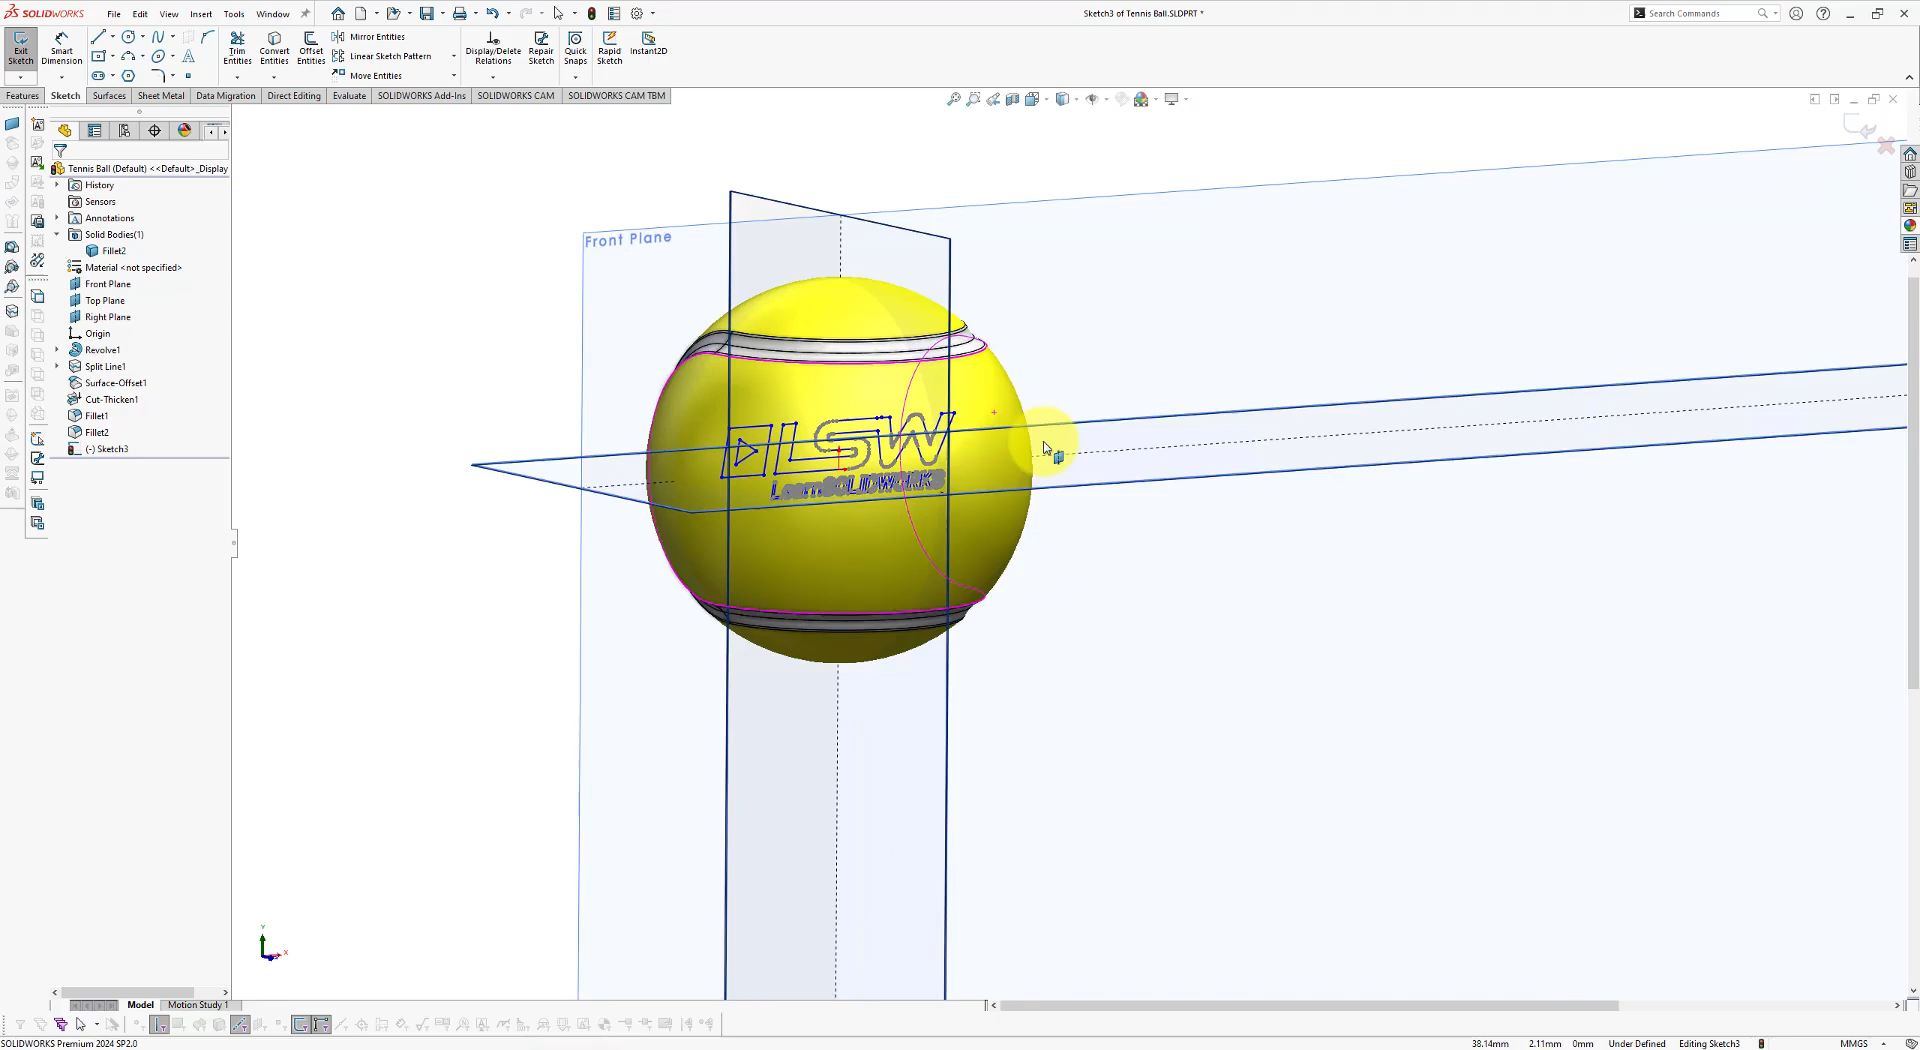 SOLIDWORKS File Edit View Insert Tools Window
Sketch3 of Tennis Ball.SLDPRT *
Search Commands
Exit Sketch
Smart Dimension
Trim Entities
Convert Entities
Offset Entities
Mirror Entities
Linear Sketch Pattern
Move Entities
Display/Delete Relations
Repair Sketch
Quick Snaps
Rapid Sketch
Instant2D
Features Sketch Surfaces Sheet Metal Data Migration Direct Editing Evaluate SOLIDWORKS Add-Ins SOLIDWORKS CAM SOLIDWORKS CAM TBM
Tennis Ball (Default) <<Default>_Display
History
Sensors
Annotations
Solid Bodies(1)
Fillet2
Material <not specified>
Front Plane
Top Plane
Right Plane
Origin
Revolve1
Split Line1
Surface-Offset1
Cut-Thicken1
Fillet1
Fillet2
(-) Sketch3
Front Plane
LSW
LearnSOLIDWORKS
Y
X
Model Motion Study 1
SOLIDWORKS Premium 2024 SP2.0
38.14mm 2.11mm 0mm Under Defined Editing Sketch3 MMGS